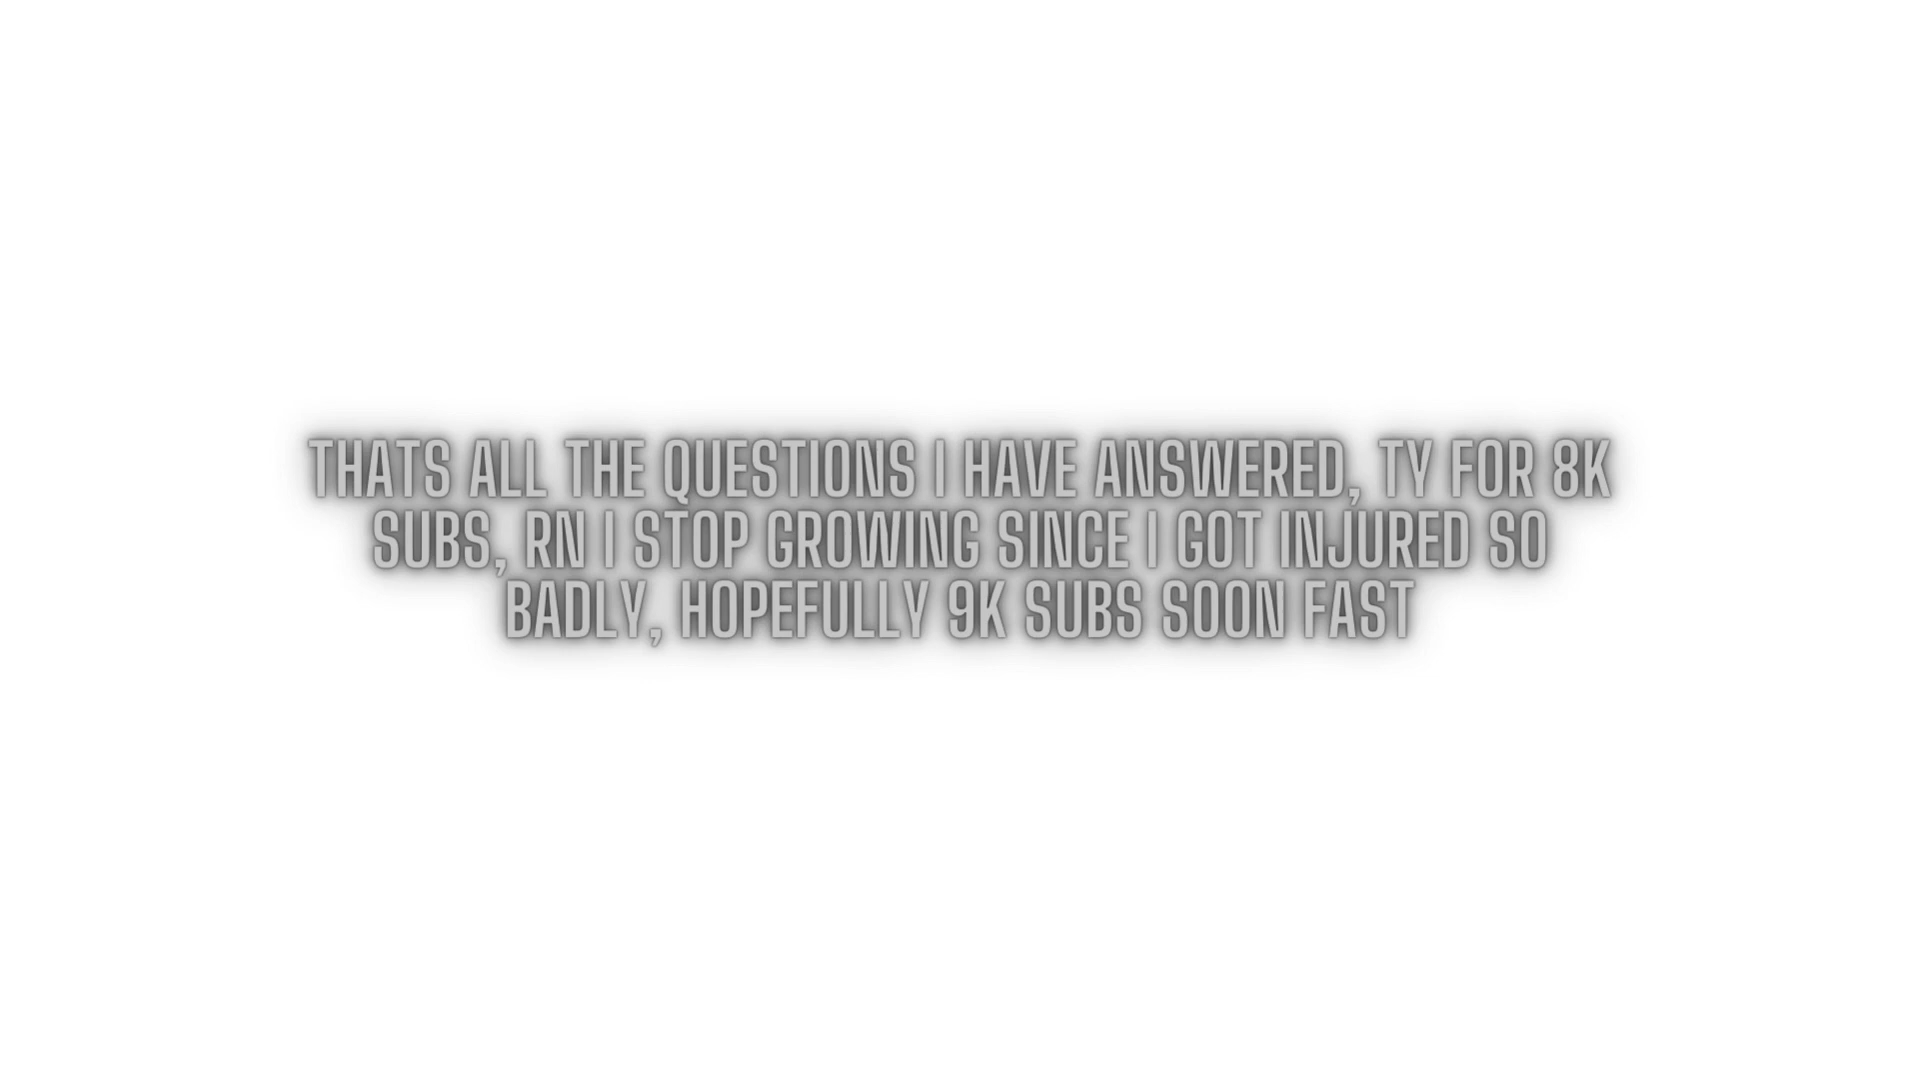 THATS ALL THE QUESTIONS I HAVE ANSWERED, TY FOR 8K
SUBS, RN I STOP GROWING SINCE I GOT INJURED SO
BADLY, HOPEFULLY 9K SUBS SOON FAST